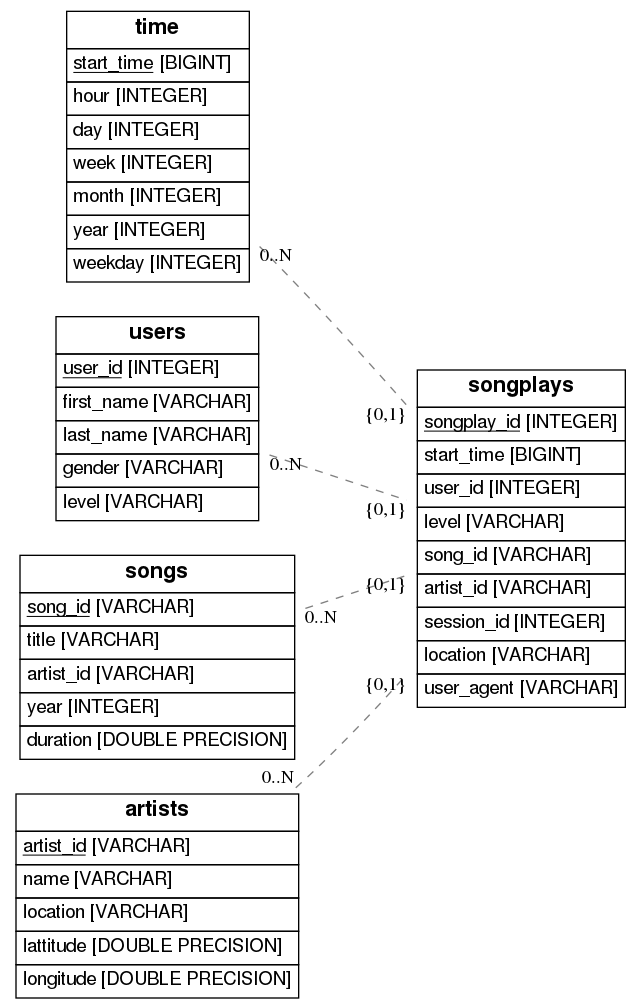 time
start_time [BIGINT]
hour [INTEGER]
day [INTEGER]
week [INTEGER]
month [INTEGER]
year [INTEGER]
weekday [INTEGER]
0..N
{0,1}
users
user_id [INTEGER]
first_name [VARCHAR]
last_name [VARCHAR]
gender [VARCHAR]
level [VARCHAR]
0..N
{0,1}
songplays
songplay_id [INTEGER]
start_time [BIGINT]
user_id [INTEGER]
level [VARCHAR]
song_id [VARCHAR]
artist_id [VARCHAR]
session_id [INTEGER]
location [VARCHAR]
user_agent [VARCHAR]
songs
song_id [VARCHAR]
title [VARCHAR]
artist_id [VARCHAR]
year [INTEGER]
duration [DOUBLE PRECISION]
{0,1}
0..N
{0,1}
0..N
artists
artist_id [VARCHAR]
name [VARCHAR]
location [VARCHAR]
lattitude [DOUBLE PRECISION]
longitude [DOUBLE PRECISION]